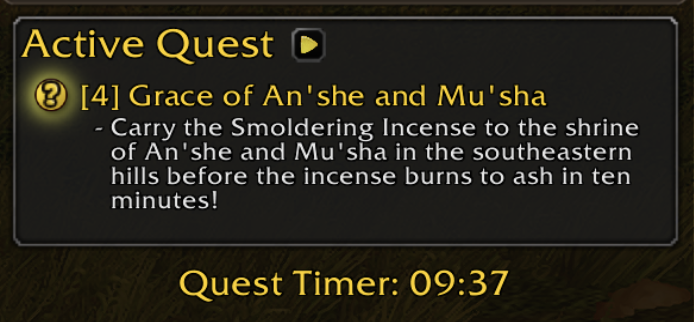 Active Quest
[4] Grace of An'she and Mu'sha
- Carry the Smoldering Incense to the shrine
of An'she and Mu'sha in the southeastern
hills before the incense burns to ash in ten
minutes!
Quest Timer: 09:37